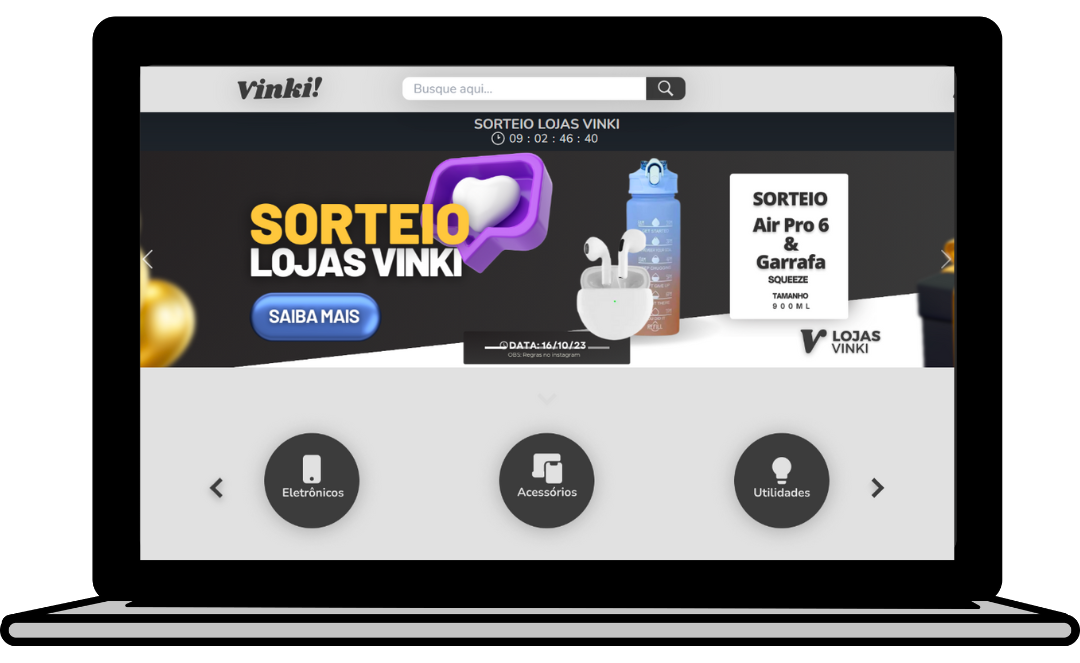 Vinki!
Busque aqui...
SORTEIO LOJAS VINKI
09 : 02 : 46 : 40
SORTEIO
LOJAS VINKI
SAIBA MAIS
SORTEIO
Air Pro 6
&
Garrafa
SQUEEZE
TAMANHO
900ML
REFILL
DATA: 16/10/23
OBS: Regras no Instagram
V LOJAS
VINKI
Eletrônicos
Acessórios
Utilidades